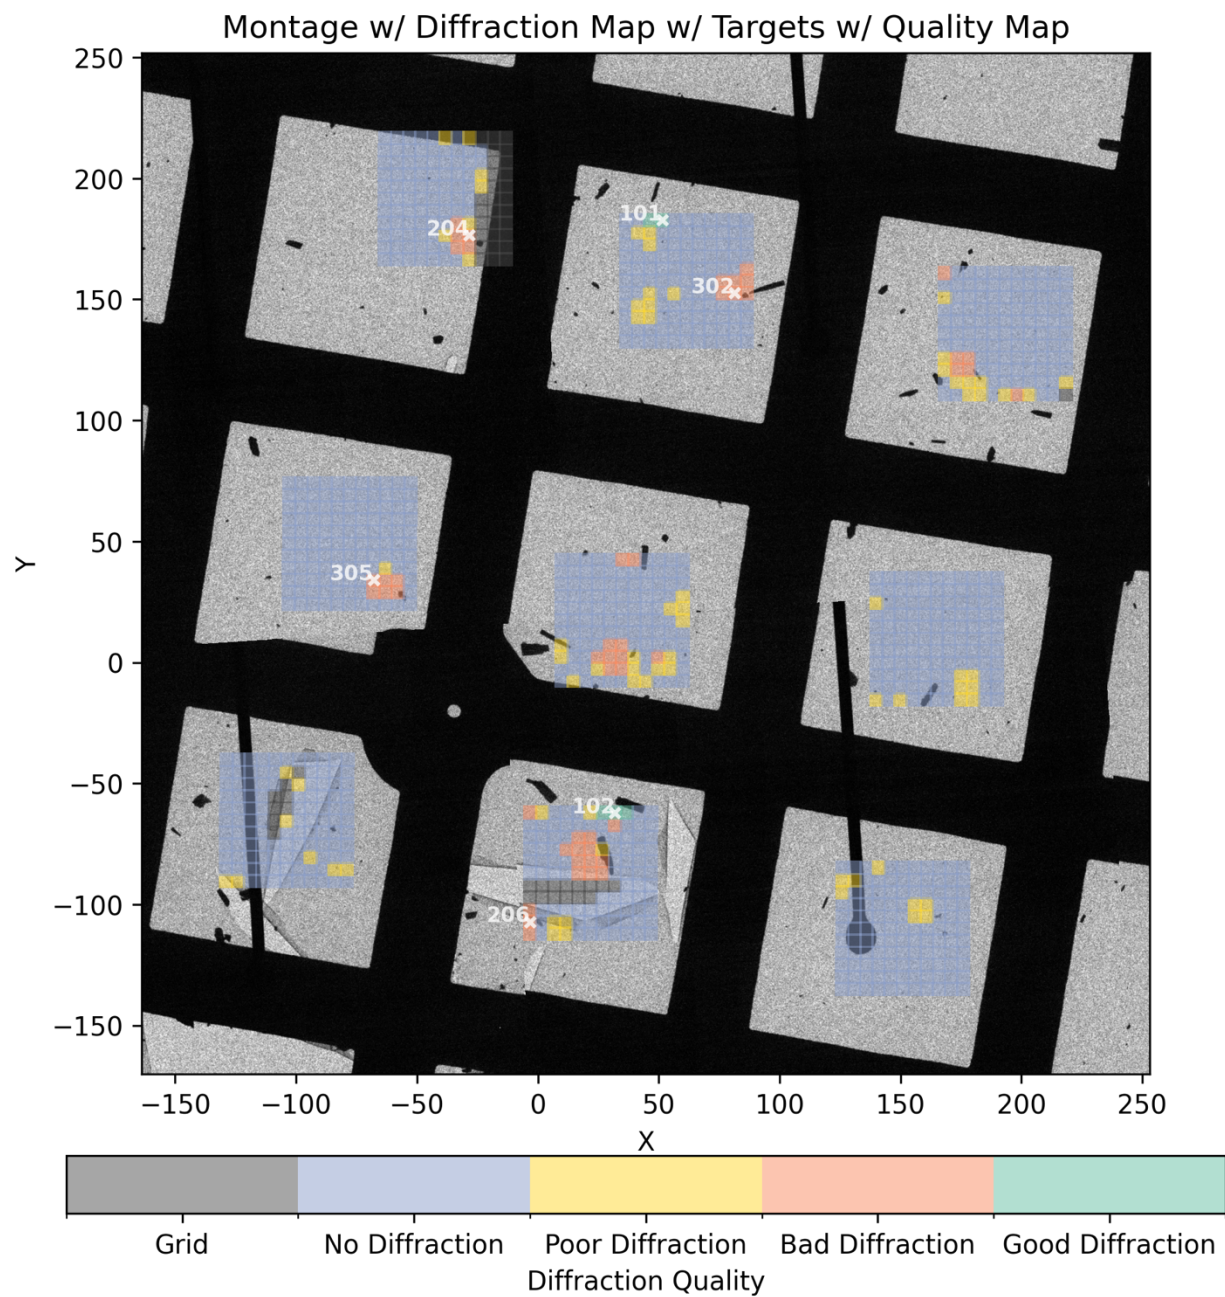 Montage w/ Diffraction Map w/ Targets w/ Quality Map
250
200
150
100
50
0
−50
−100
−150
Y
204
101
302
305
102
206
−150 −100 −50 0 50 100 150 200 250
X
Grid No Diffraction Poor Diffraction Bad Diffraction Good Diffraction
Diffraction Quality